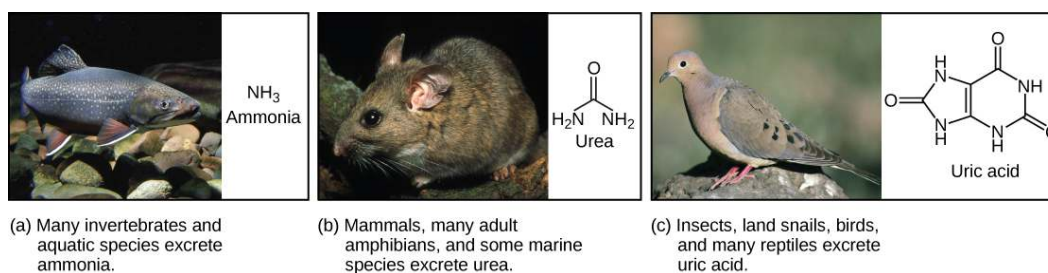 NH3
Ammonia
O
H2N NH2
Urea
O
H
N
NH
O
N
H
N
H
O
Uric acid
(a) Many invertebrates and
aquatic species excrete
ammonia.
(b) Mammals, many adult
amphibians, and some marine
species excrete urea.
(c) Insects, land snails, birds,
and many reptiles excrete
uric acid.